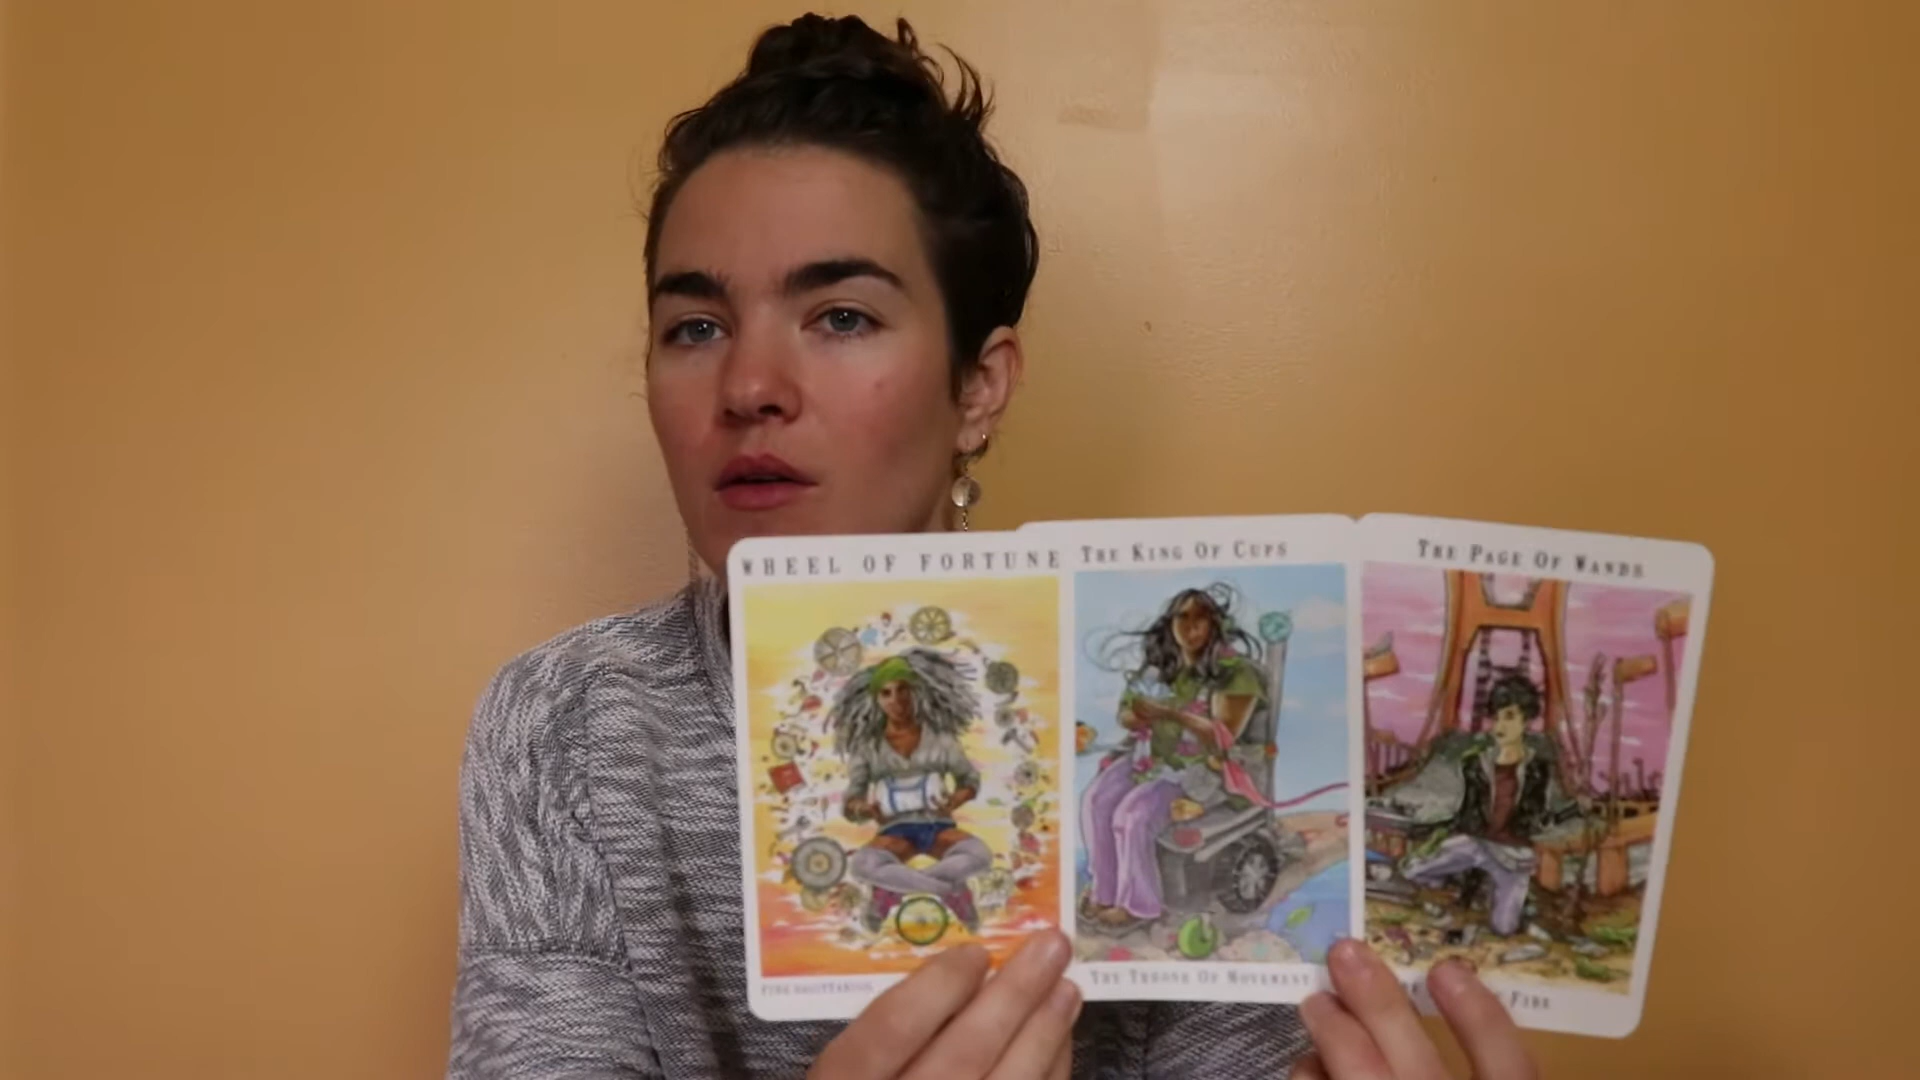 WHEEL OF FORTUNE
THE KING OF CUPS
THE PAGE OF WANDS
FIRE SAGITTARIUS
THE THRONE OF MOVEMENT
FIRE